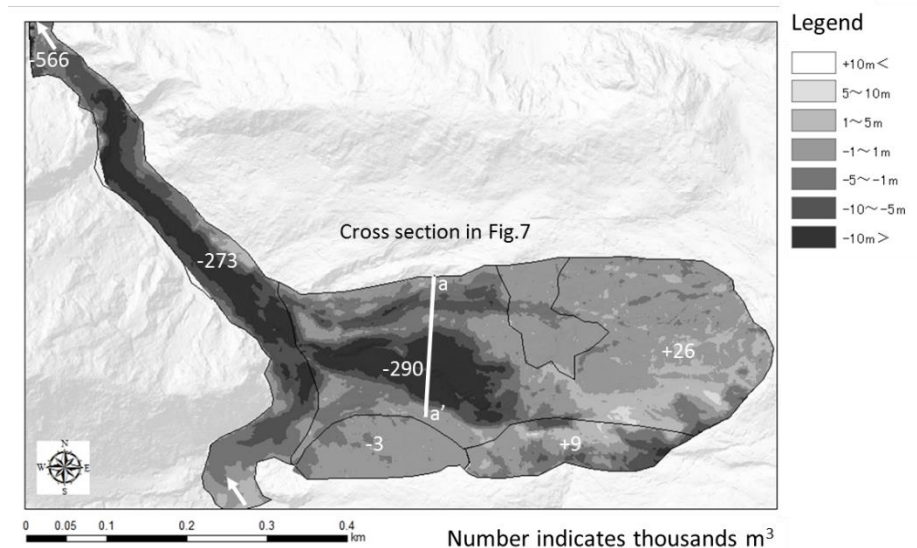 Legend
+10m<
5～10m
1～5m
-1～1m
-5～-1m
-10～-5m
-10m>
-566
Cross section in Fig.7
-273
a
+26
-290
a'
-3
+9
N
W E
S
0 0.05 0.1 0.2 0.3 0.4
km
Number indicates thousands m³